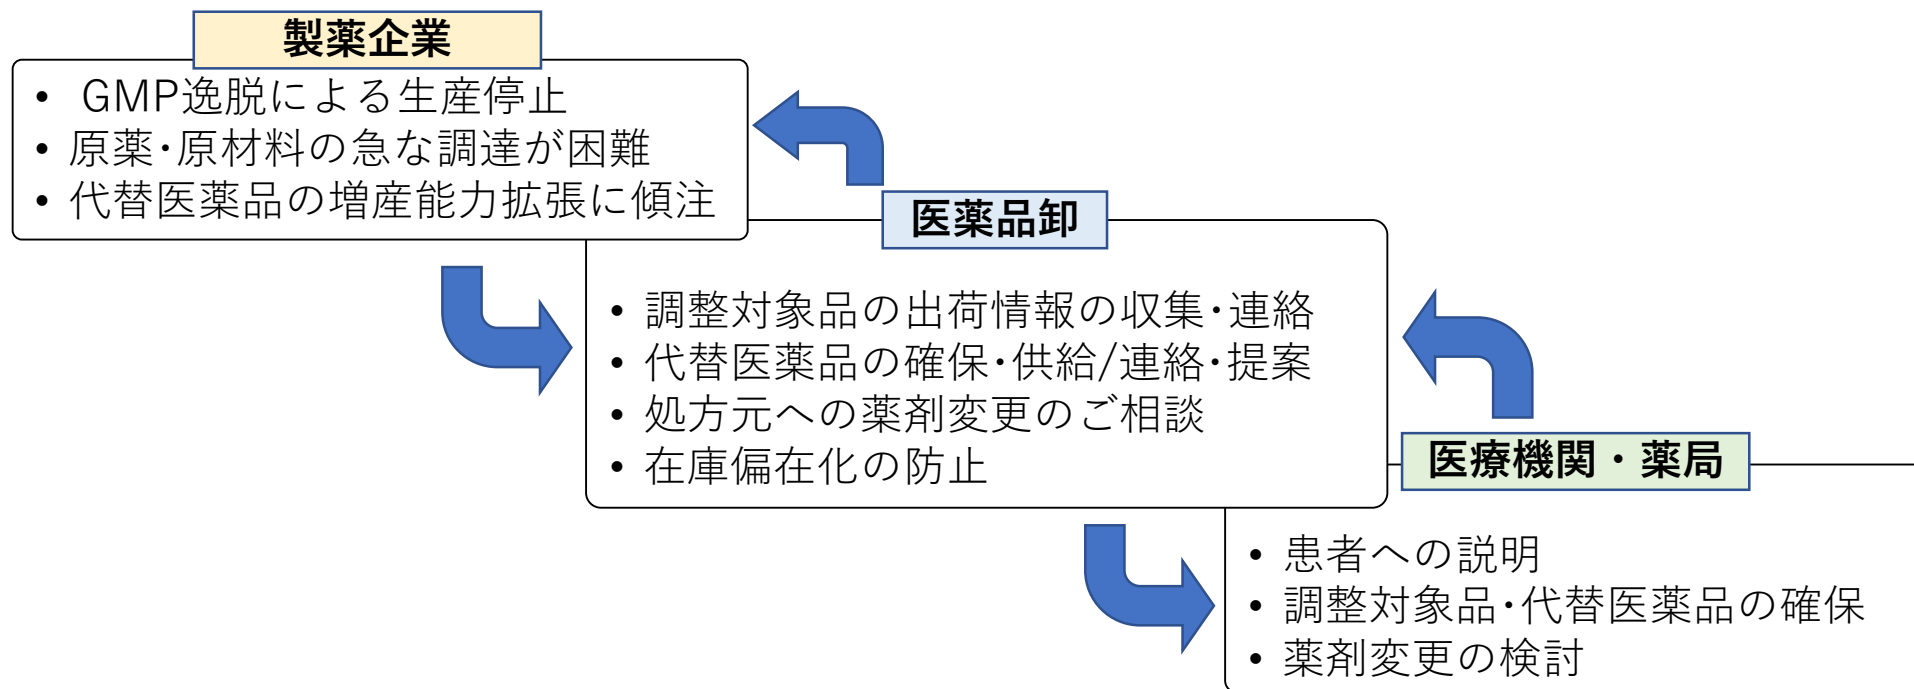 製薬企業
• GMP逸脱による生産停止
• 原薬･原材料の急な調達が困難
• 代替医薬品の増産能力拡張に傾注
医薬品卸
• 調整対象品の出荷情報の収集･連絡
• 代替医薬品の確保･供給/連絡･提案
• 処方元への薬剤変更のご相談
• 在庫偏在化の防止
医療機関・薬局
• 患者への説明
• 調整対象品･代替医薬品の確保
• 薬剤変更の検討